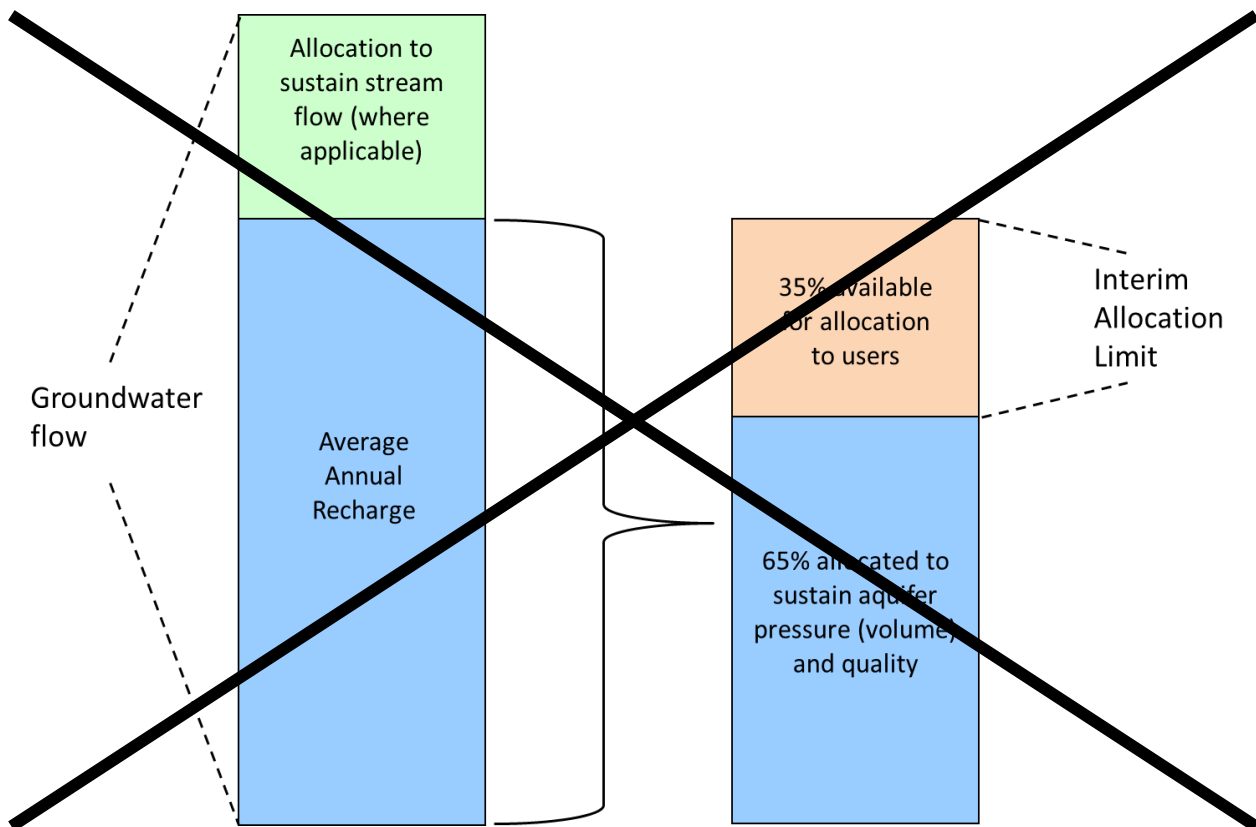 Allocation to
sustain stream
flow (where
applicable)
Groundwater
flow
Average
Annual
Recharge
35% available
for allocation
to users
Interim
Allocation
Limit
65% allocated to
sustain aquifer
pressure (volume)
and quality